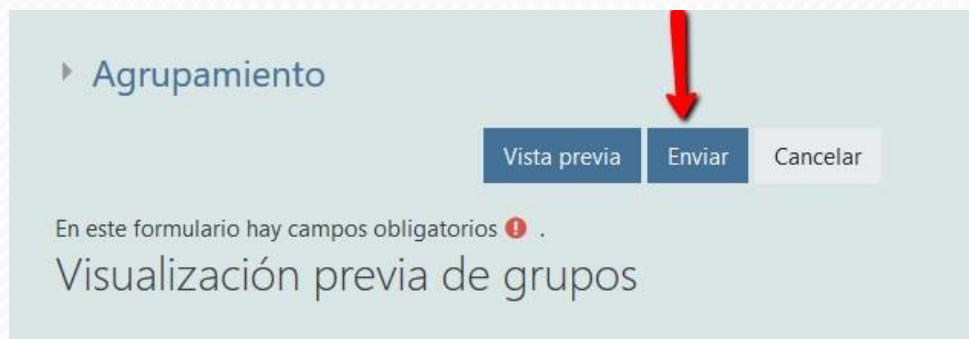 Agrupamiento
Vista previa Enviar Cancelar
En este formulario hay campos obligatorios .
Visualización previa de grupos